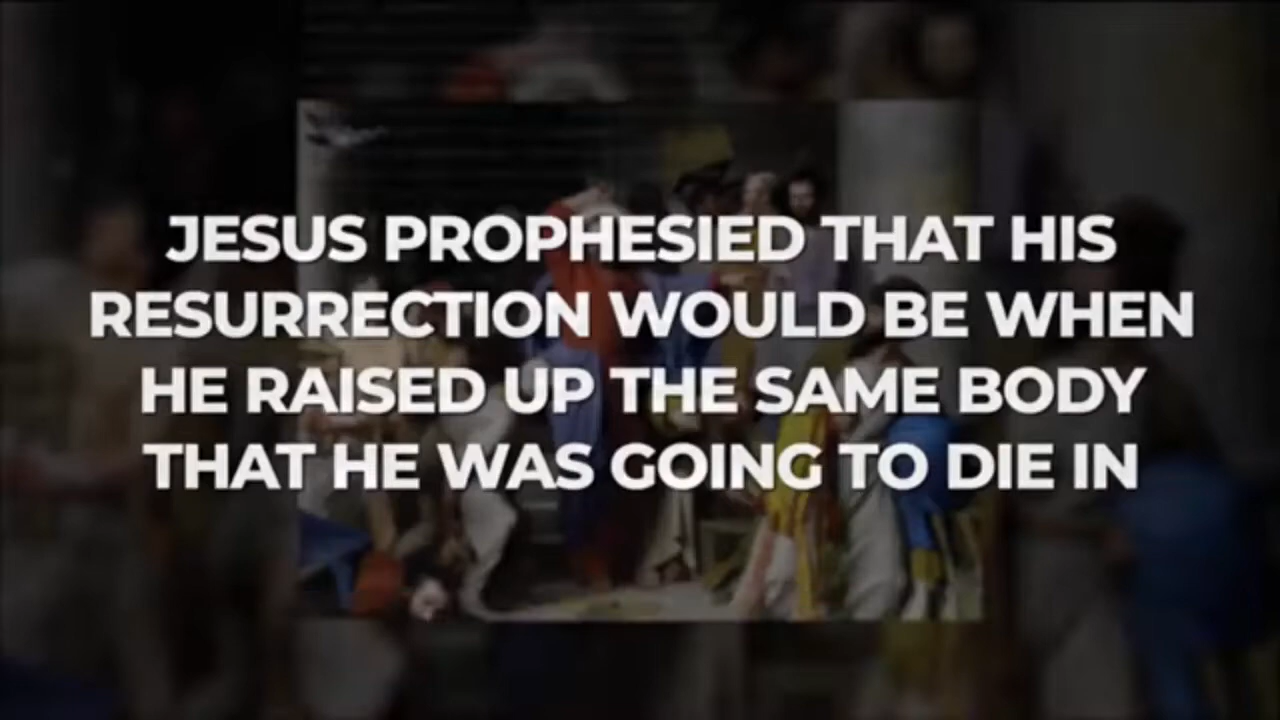 JESUS PROPHESIED THAT HIS
RESURRECTION WOULD BE WHEN
HE RAISED UP THE SAME BODY
THAT HE WAS GOING TO DIE IN